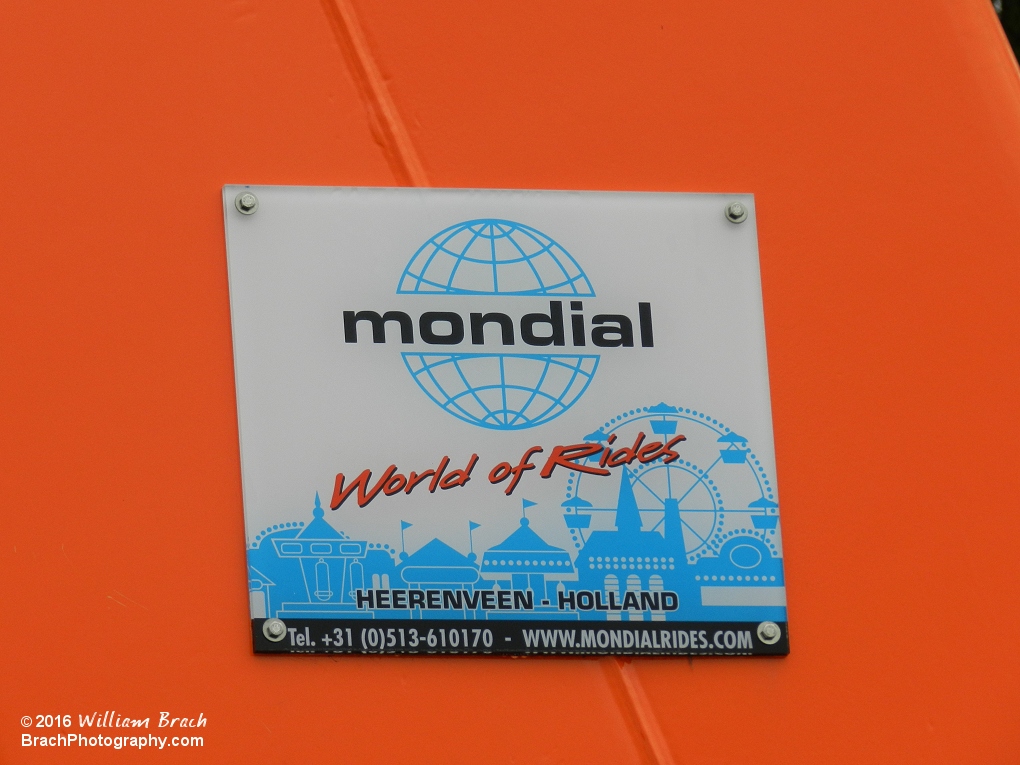 mondial
World of Rides
HEERENVEEN - HOLLAND
Tel. +31 (0)513-610170 - WWW.MONDIALRIDES.COM
© 2016 William Brach
BrachPhotography.com